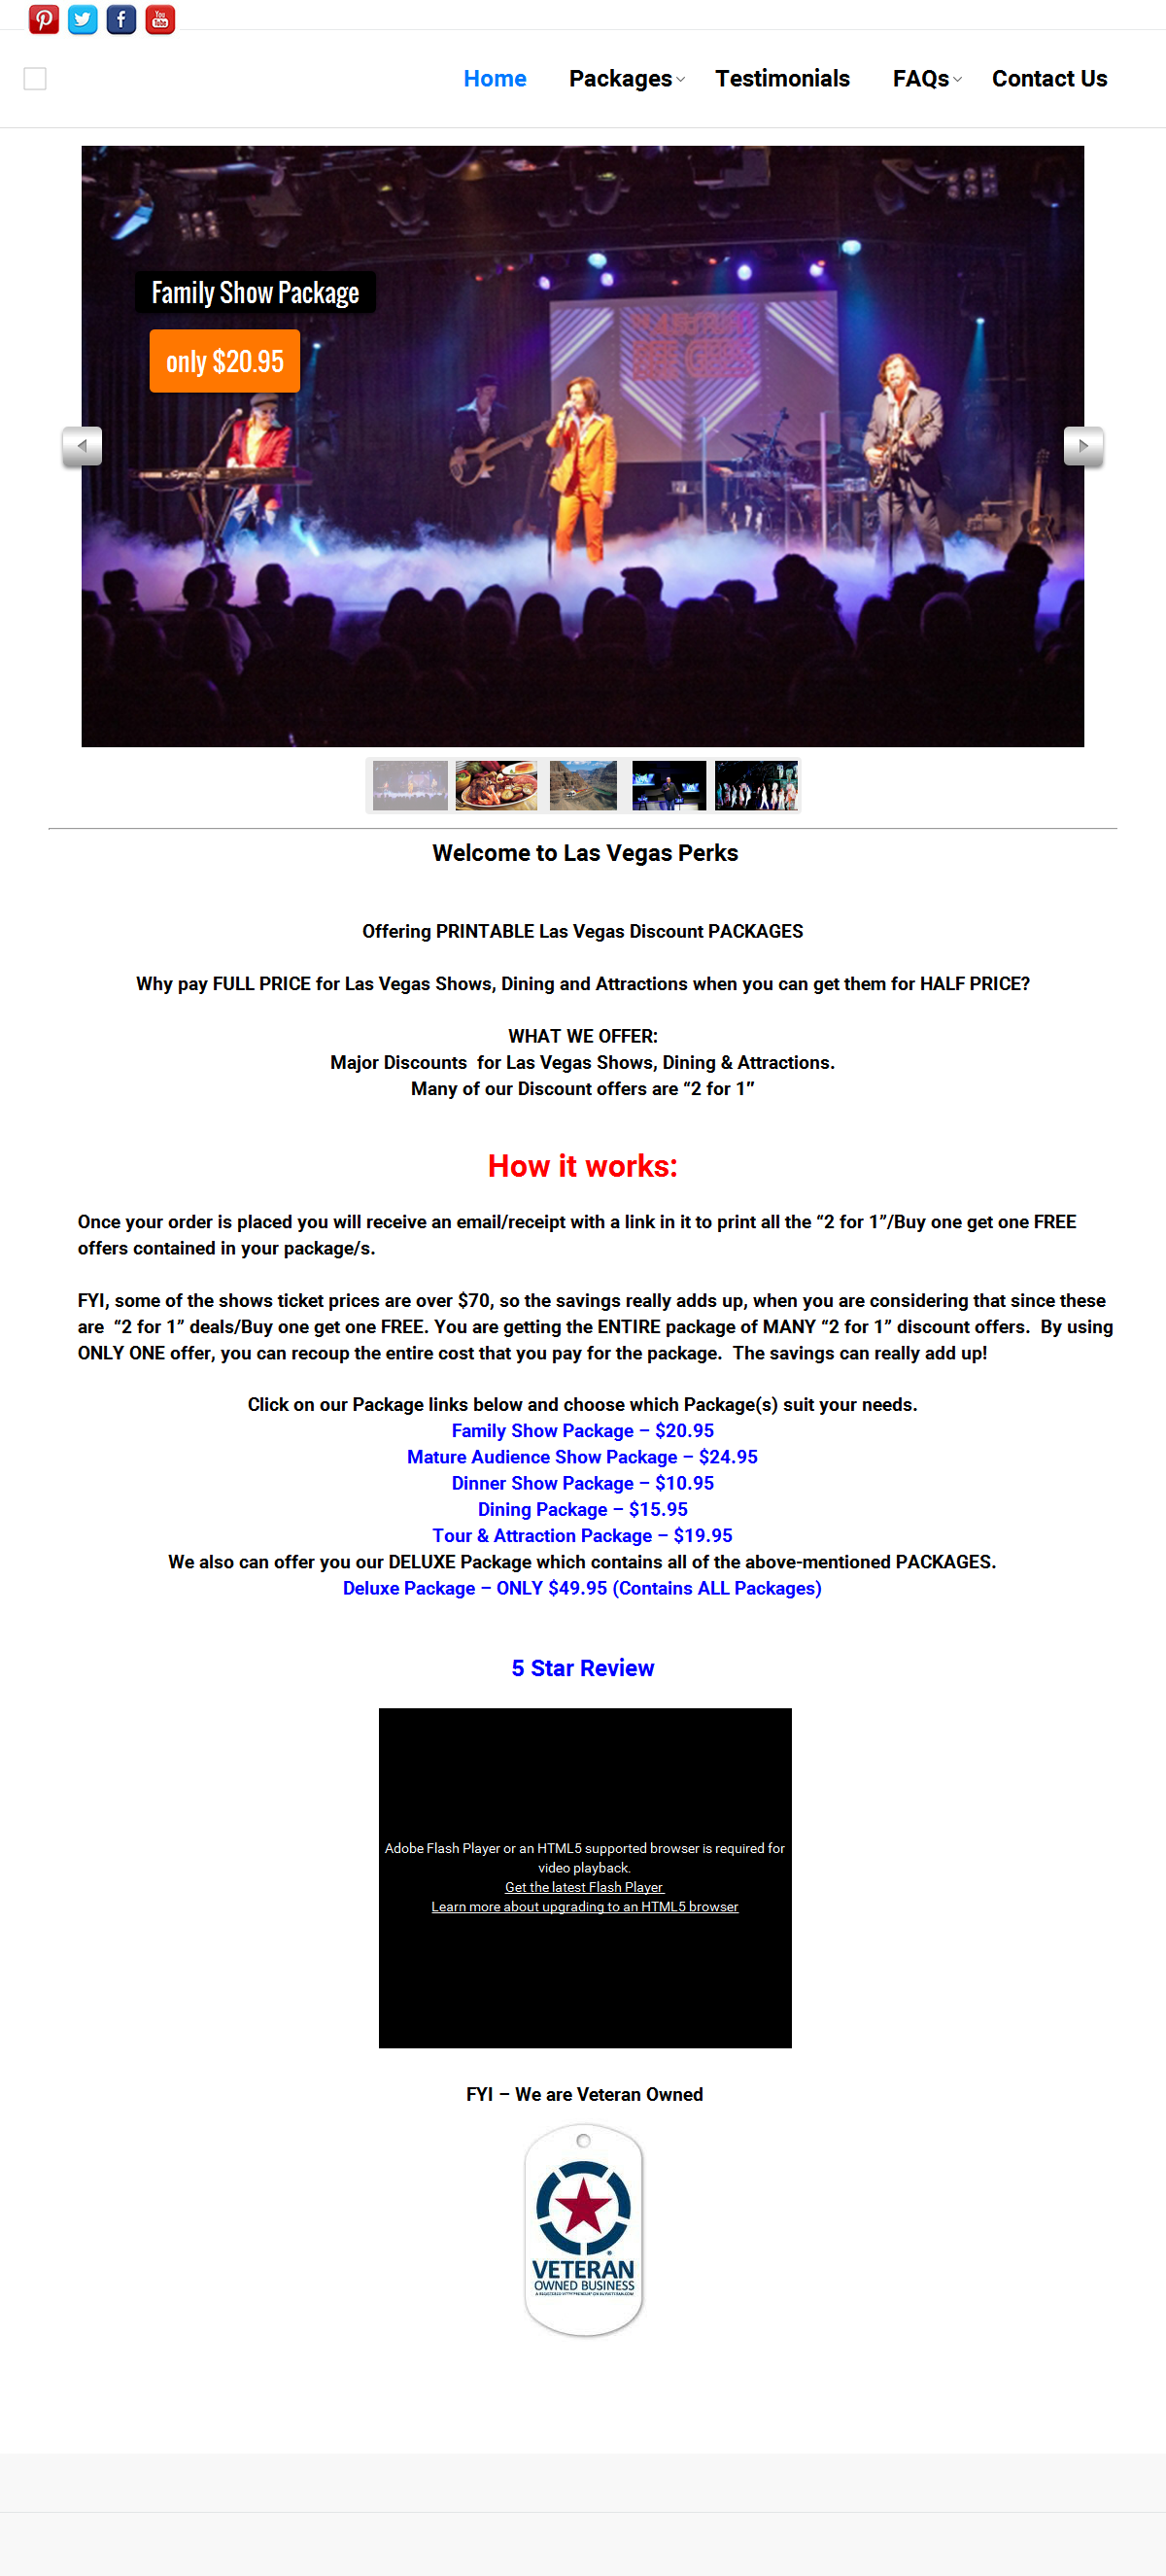 You Tube
Home Packages Testimonials FAQs Contact Us
Family Show Package
only $20.95
Welcome to Las Vegas Perks
Offering PRINTABLE Las Vegas Discount PACKAGES
Why pay FULL PRICE for Las Vegas Shows, Dining and Attractions when you can get them for HALF PRICE?
WHAT WE OFFER:
Major Discounts  for Las Vegas Shows, Dining & Attractions.
Many of our Discount offers are “2 for 1″
How it works:
Once your order is placed you will receive an email/receipt with a link in it to print all the “2 for 1”/Buy one get one FREE
offers contained in your package/s.
FYI, some of the shows ticket prices are over $70, so the savings really adds up, when you are considering that since these
are  “2 for 1” deals/Buy one get one FREE. You are getting the ENTIRE package of MANY “2 for 1” discount offers.  By using
ONLY ONE offer, you can recoup the entire cost that you pay for the package.  The savings can really add up!
Click on our Package links below and choose which Package(s) suit your needs.
Family Show Package – $20.95
Mature Audience Show Package – $24.95
Dinner Show Package – $10.95
Dining Package – $15.95
Tour & Attraction Package – $19.95
We also can offer you our DELUXE Package which contains all of the above-mentioned PACKAGES.
Deluxe Package – ONLY $49.95 (Contains ALL Packages)
5 Star Review
Adobe Flash Player or an HTML5 supported browser is required for
video playback.
Get the latest Flash Player
Learn more about upgrading to an HTML5 browser
FYI – We are Veteran Owned
VETERAN
OWNED BUSINESS